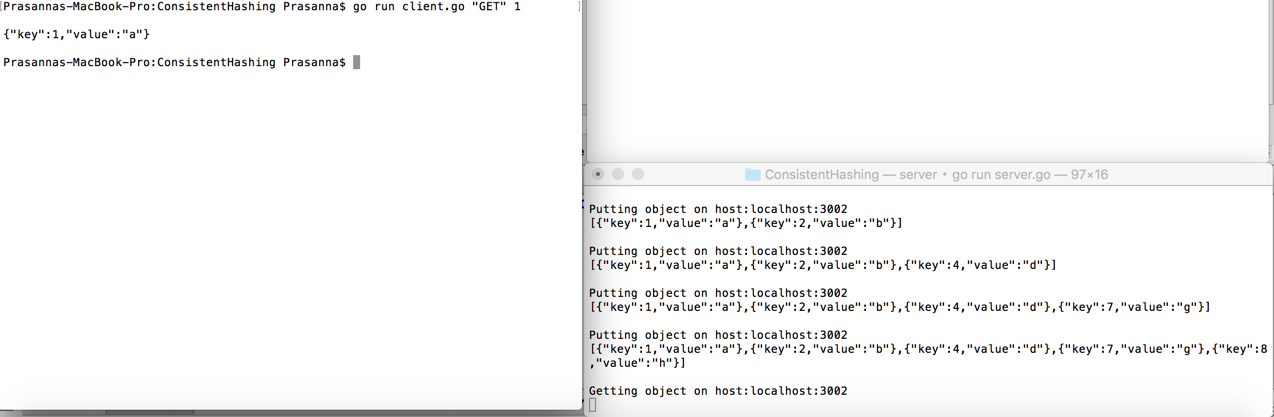 [Prasannas-MacBook-Pro:ConsistentHashing Prasanna$ go run client.go "GET" 1 ]
{"key":1,"value":"a"}
Prasannas-MacBook-Pro:ConsistentHashing Prasanna$
ConsistentHashing — server • go run server.go — 97×16
Putting object on host:localhost:3002
[{"key":1,"value":"a"},{"key":2,"value":"b"}]
Putting object on host:localhost:3002
[{"key":1,"value":"a"},{"key":2,"value":"b"},{"key":4,"value":"d"}]
Putting object on host:localhost:3002
[{"key":1,"value":"a"},{"key":2,"value":"b"},{"key":4,"value":"d"},{"key":7,"value":"g"}]
Putting object on host:localhost:3002
[{"key":1,"value":"a"},{"key":2,"value":"b"},{"key":4,"value":"d"},{"key":7,"value":"g"},{"key":8
,"value":"h"}]
Getting object on host:localhost:3002